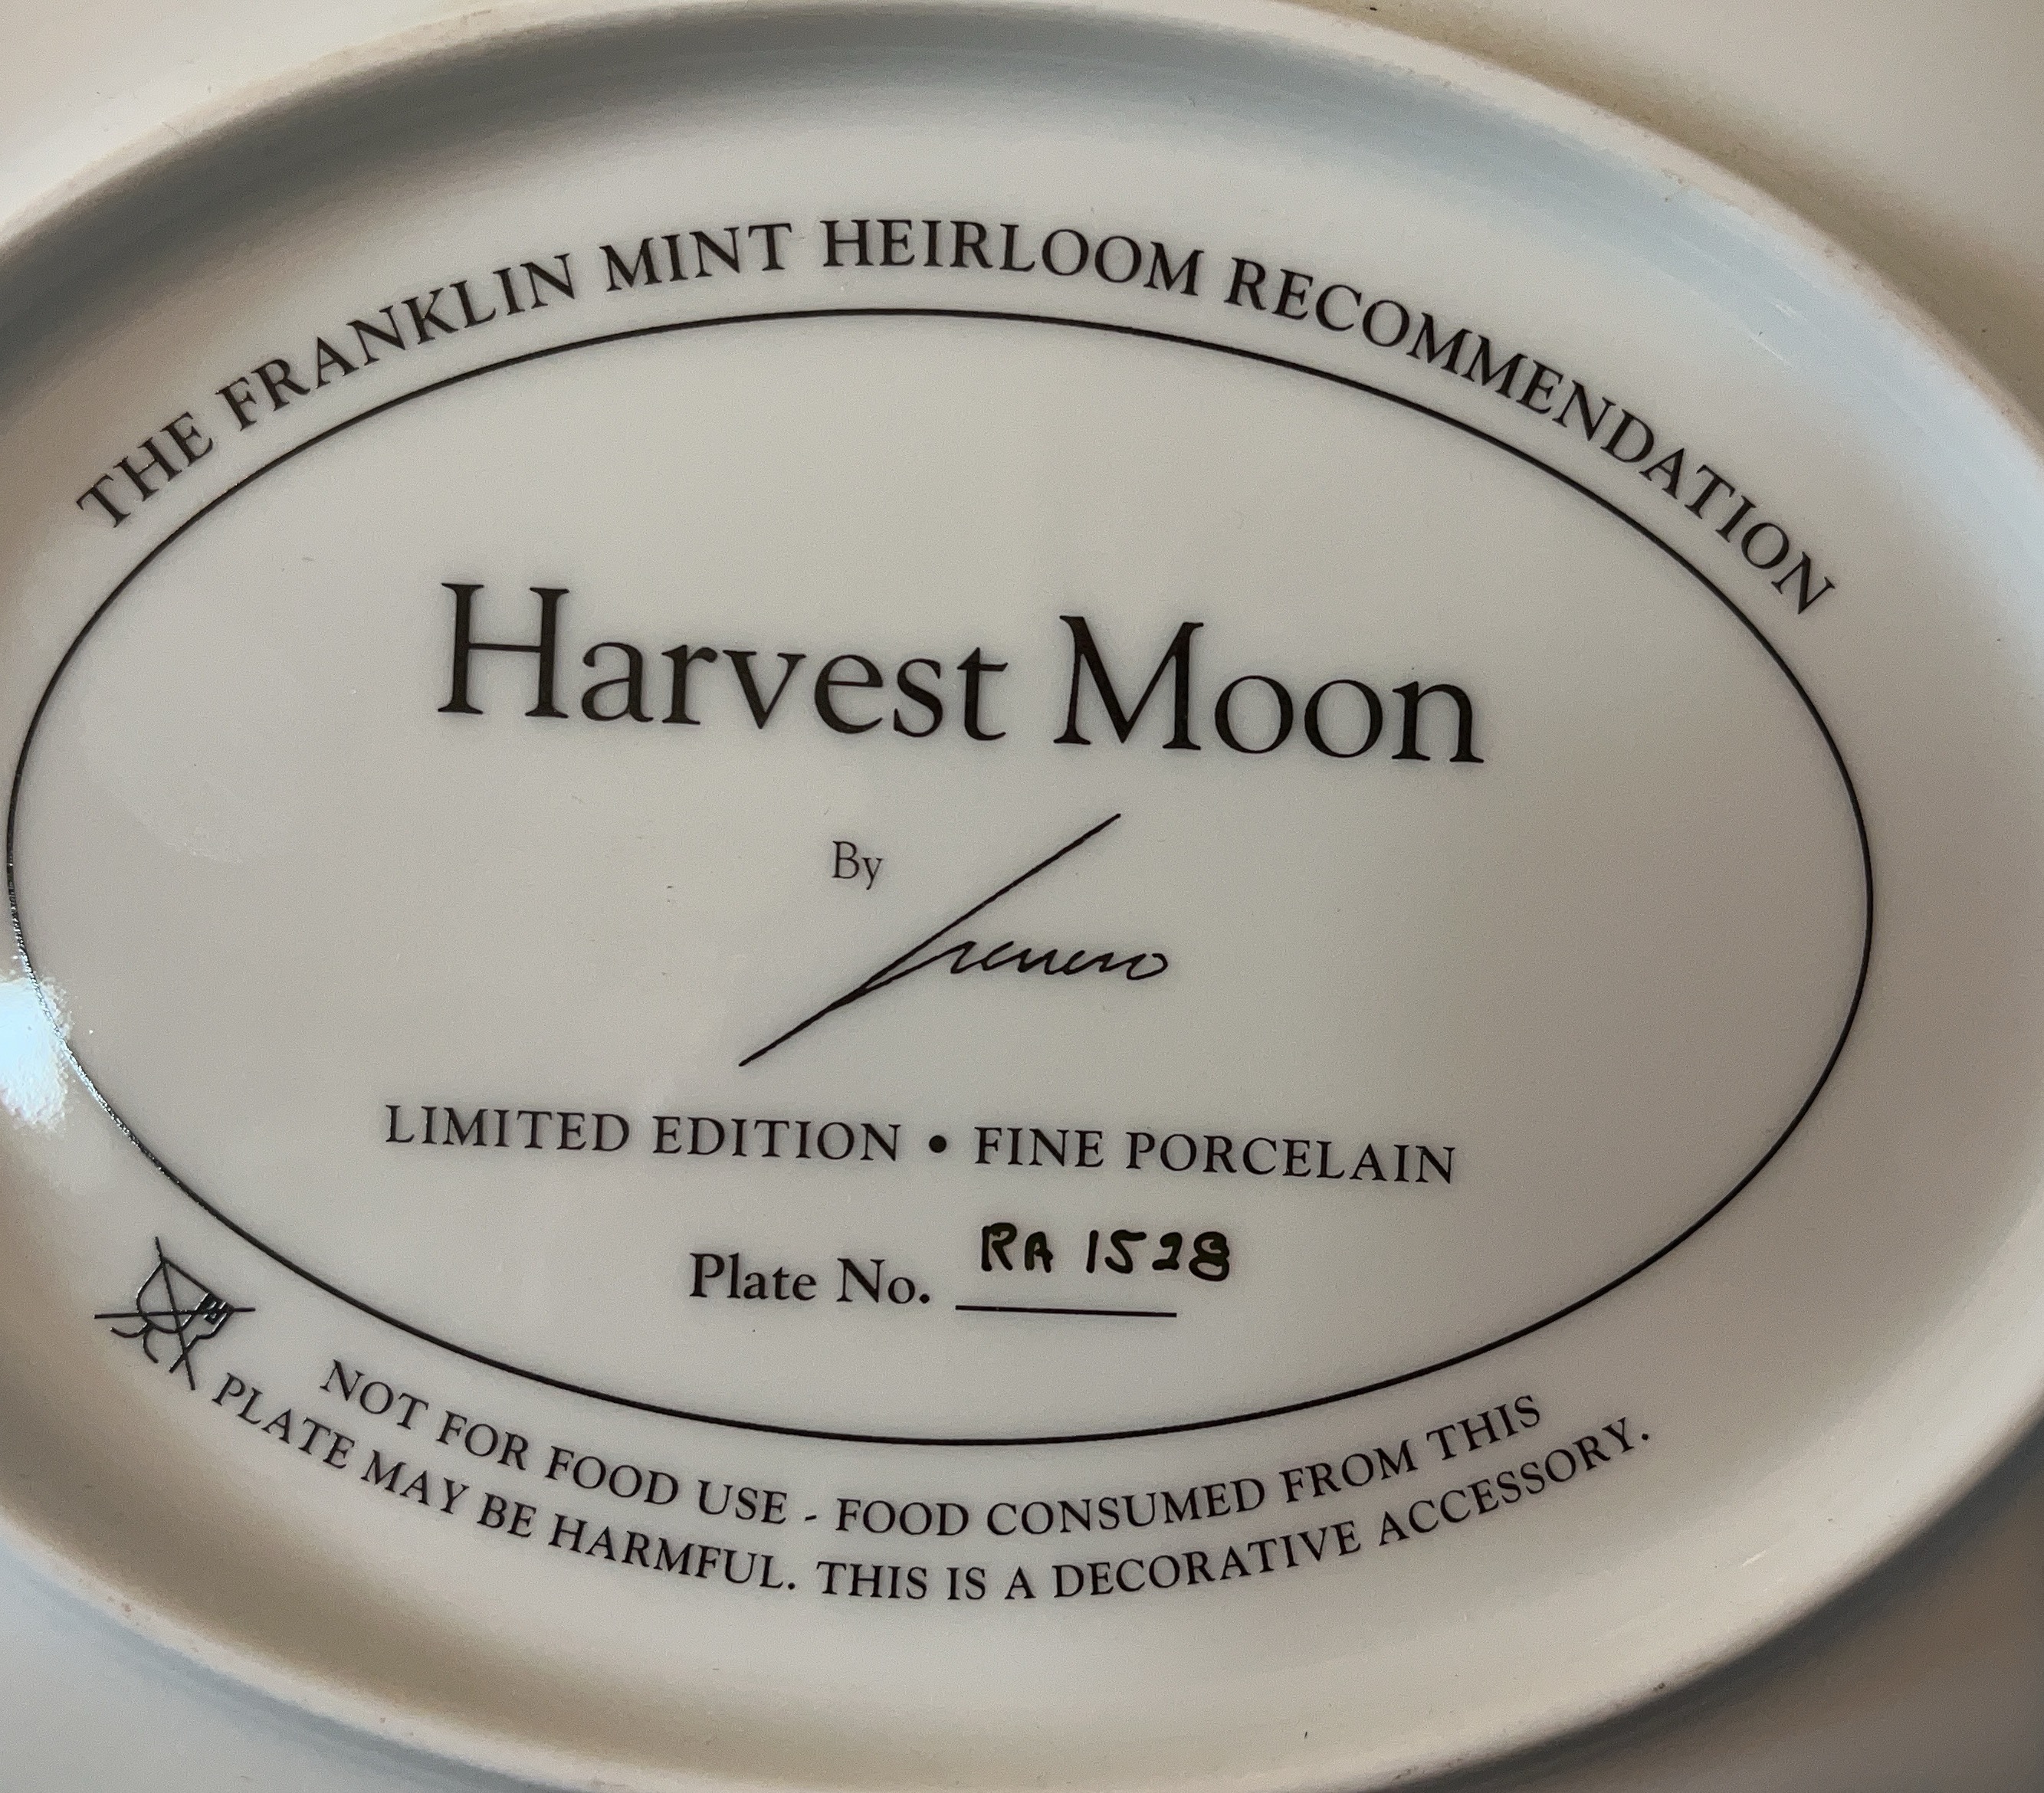 THE FRANKLIN MINT HEIRLOOM RECOMMENDATION
Harvest Moon
By
LIMITED EDITION • FINE PORCELAIN
Plate No. RA 1528
NOT FOR FOOD USE - FOOD CONSUMED FROM THIS
PLATE MAY BE HARMFUL. THIS IS A DECORATIVE ACCESSORY.